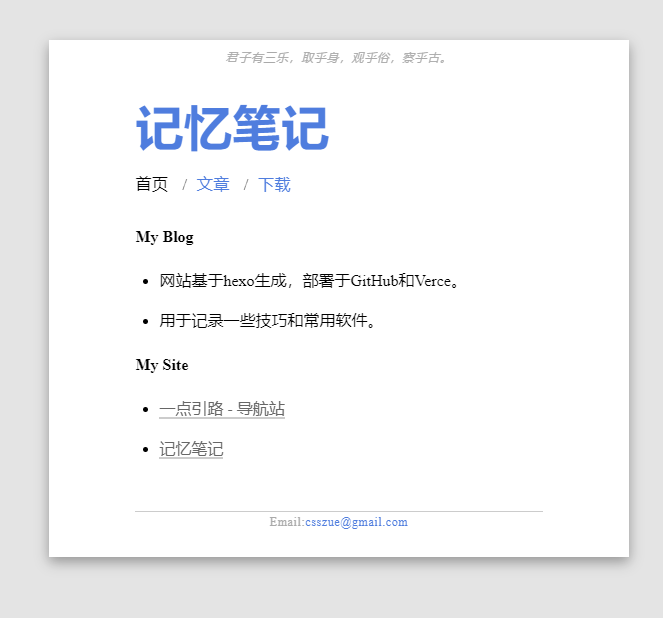 君子有三乐，取乎身，观乎俗，察乎古。
记忆笔记
首页 / 文章 / 下载
My Blog
网站基于hexo生成，部署于GitHub和Verce。
用于记录一些技巧和常用软件。
My Site
一点引路 - 导航站
记忆笔记
Email:csszue@gmail.com